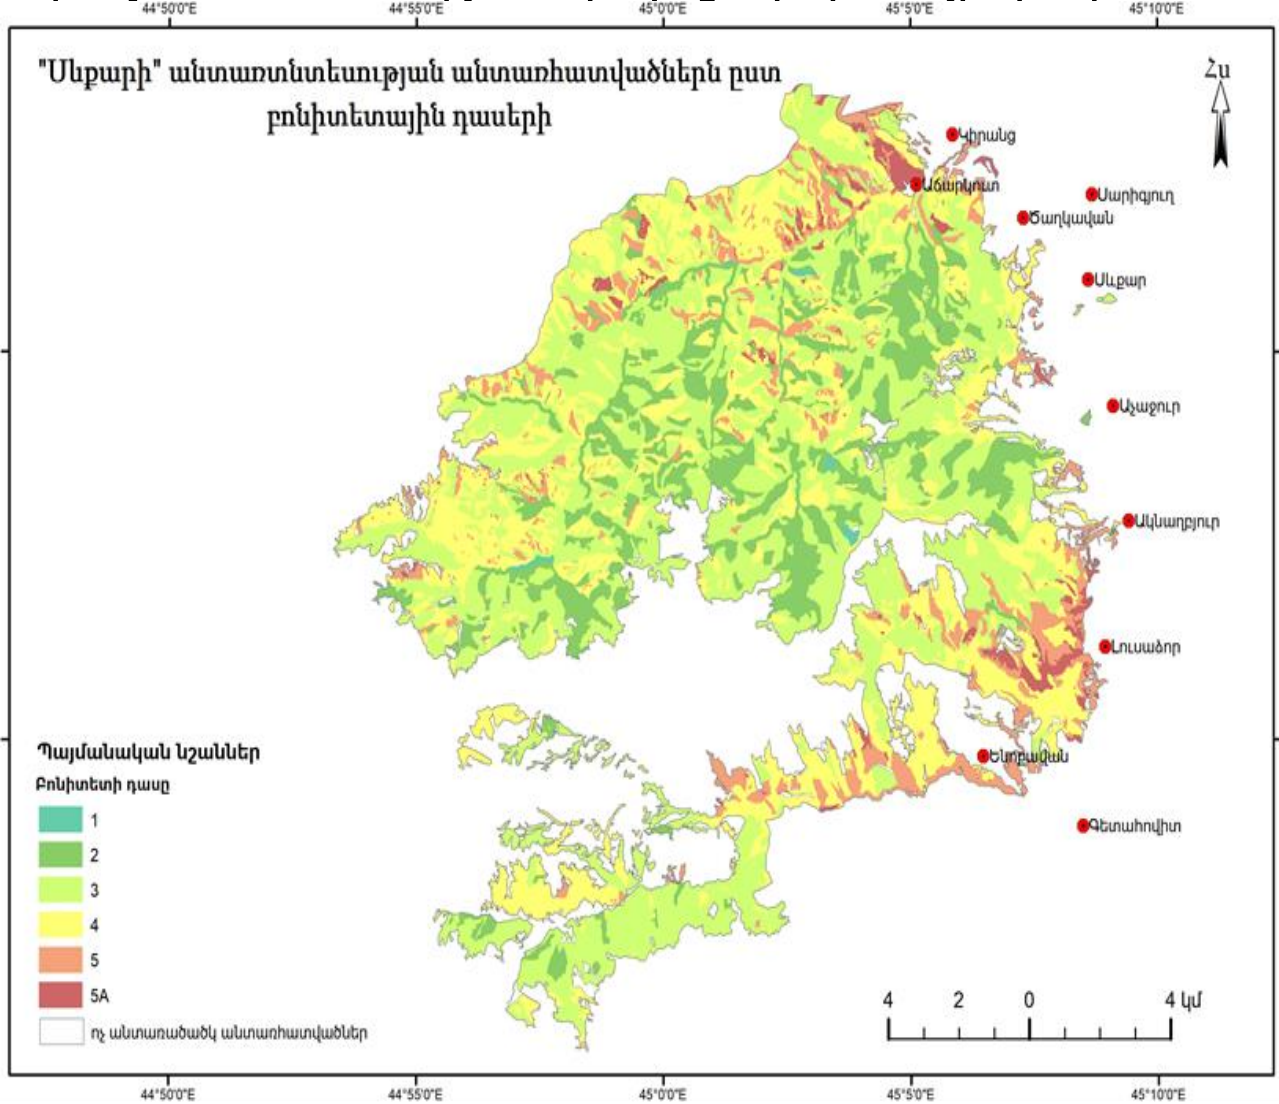 44°50'0"E 44°55'0"E 45°0'0"E 45°5'0"E 45°10'0"E
"Սևքարի" անտառտնտեսության անտառհատվածներն ըստ
բոնիտետային դասերի
Հս
Կիրանց
Աճարկուտ
Սարիգյուղ
Ծաղկավան
Սևքար
Աչաջուր
Ակնաղբյուր
Լուսաձոր
Ենոքավան
Գետահովիտ
Պայմանական նշաններ
Բոնիտետի դասը
1
2
3
4
5
5A
ոչ անտառածածկ անտառհատվածներ
4 2 0 4 կմ
44°50'0"E 44°55'0"E 45°0'0"E 45°5'0"E 45°10'0"E